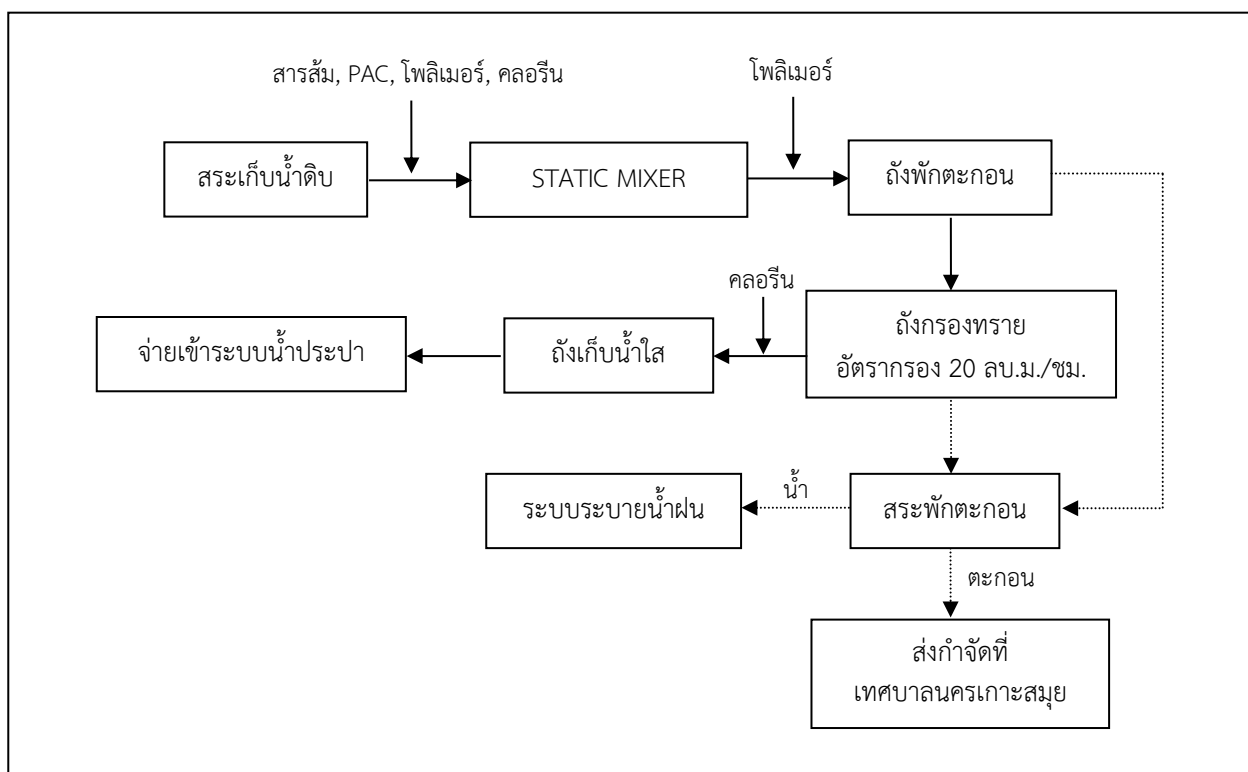 สารส้ม, PAC, โพลิเมอร์, คลอรีน
โพลิเมอร์
สระเก็บน้ำดิบ
STATIC MIXER
ถังพักตะกอน
คลอรีน
จ่ายเข้าระบบน้ำประปา
ถังเก็บน้ำใส
ถังกรองทราย
อัตรากรอง 20 ลบ.ม./ชม.
ระบบระบายน้ำฝน
น้ำ
สระพักตะกอน
ตะกอน
ส่งกำจัดที่
เทศบาลนครเกาะสมุย